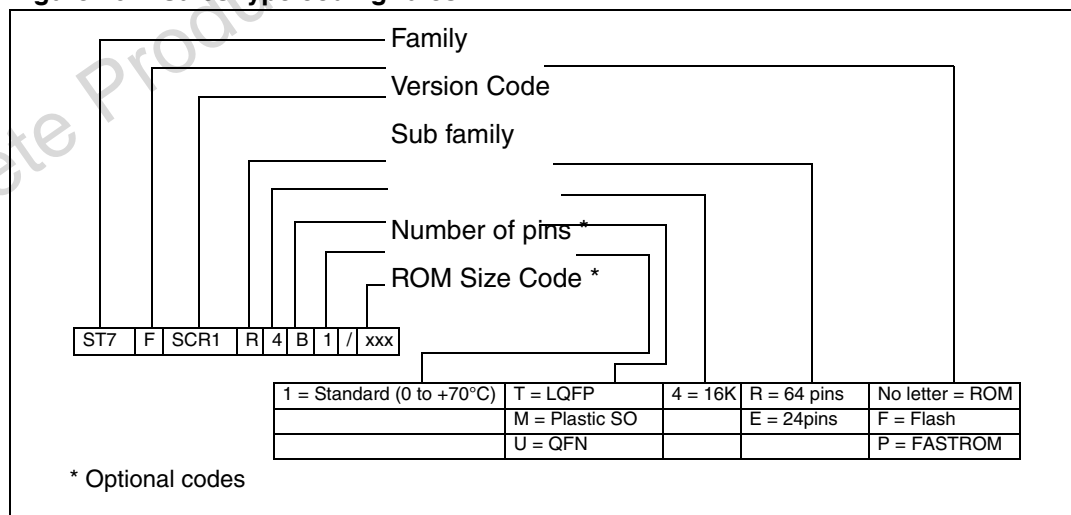 Family
Version Code
Sub family
Number of pins *
ROM Size Code *
ST7 F SCR1 R 4 B 1 / xxx
1 = Standard (0 to +70°C) T = LQFP 4 = 16K R = 64 pins No letter = ROM
M = Plastic SO E = 24pins F = Flash
U = QFN P = FASTROM
* Optional codes